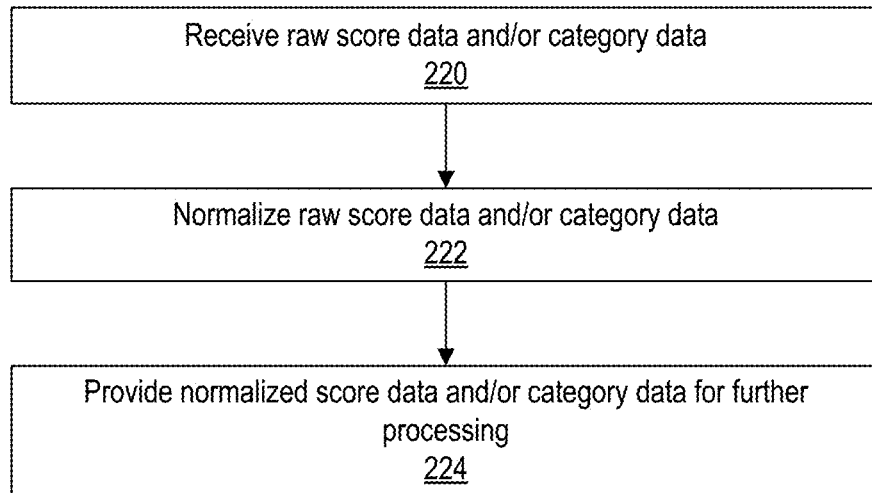 Receive raw score data and/or category data
220
Normalize raw score data and/or category data
222
Provide normalized score data and/or category data for further
processing
224